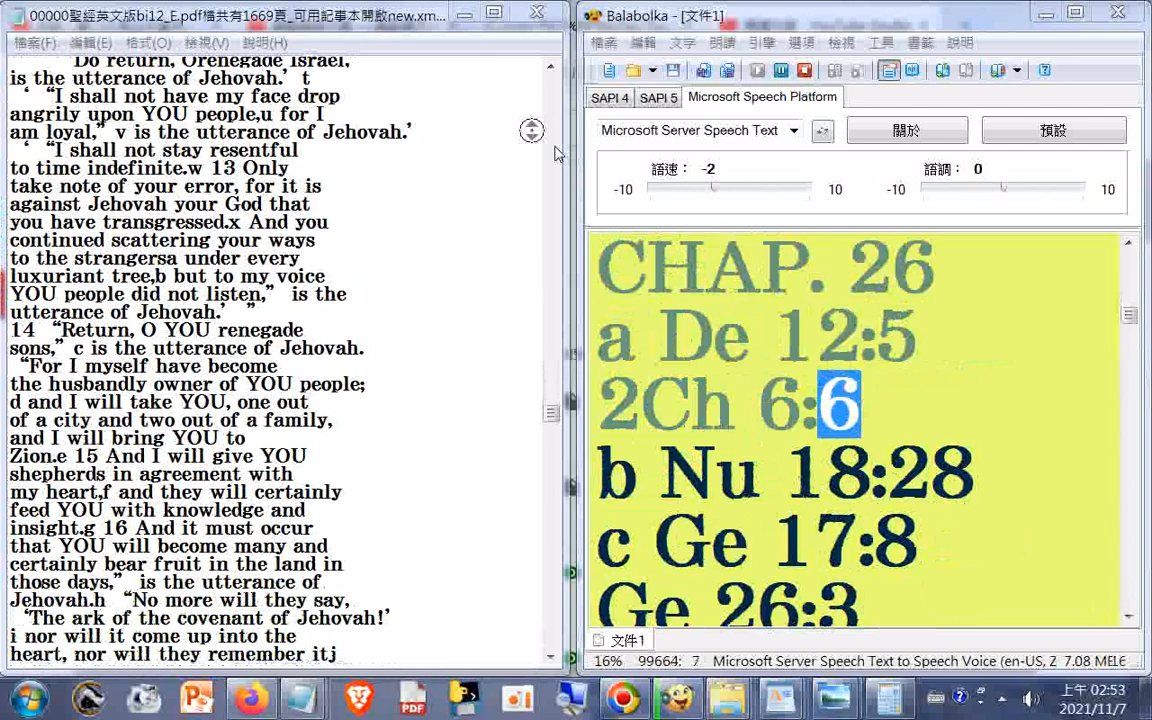 00000聖經英文版bi12_E.pdf檔共有1669頁_可用記事本開啟new.xm...
檔案(F) 編輯(E) 格式(O) 檢視(V) 說明(H)
Do return, Orenegade Israel,
is the utterance of Jehovah.’ t
‘ “I shall not have my face drop
angrily upon YOU people,u for I
am loyal,” v is the utterance of Jehovah.’
‘ “I shall not stay resentful
to time indefinite.w 13 Only
take note of your error, for it is
against Jehovah your God that
you have transgressed.x And you
continued scattering your ways
to the strangersa under every
luxuriant tree,b but to my voice
YOU people did not listen,” is the
utterance of Jehovah.’ ”
14 “Return, O YOU renegade
sons,” c is the utterance of Jehovah.
“For I myself have become
the husbandly owner of YOU people;
d and I will take YOU, one out
of a city and two out of a family,
and I will bring YOU to
Zion.e 15 And I will give YOU
shepherds in agreement with
my heart,f and they will certainly
feed YOU with knowledge and
insight.g 16 And it must occur
that YOU will become many and
certainly bear fruit in the land in
those days,” is the utterance of
Jehovah.h “No more will they say,
‘The ark of the covenant of Jehovah!’
i nor will it come up into the
heart, nor will they remember itj
Balabolka - [文件1]
檔案 編輯 文字 朗讀 引擎 選項 檢視 工具 書籤 說明
SAPI 4 SAPI 5 Microsoft Speech Platform
Microsoft Server Speech Text 關於 預設
語速： -2 語調： 0
-10 10 -10 10
CHAP. 26
a De 12:5
2Ch 6:6
b Nu 18:28
c Ge 17:8
Ge 26:3
文件1
16% 99664: 7 Microsoft Server Speech Text to Speech Voice (en-US, Z 7.08 МБ
PDF
上午 02:53
2021/11/7